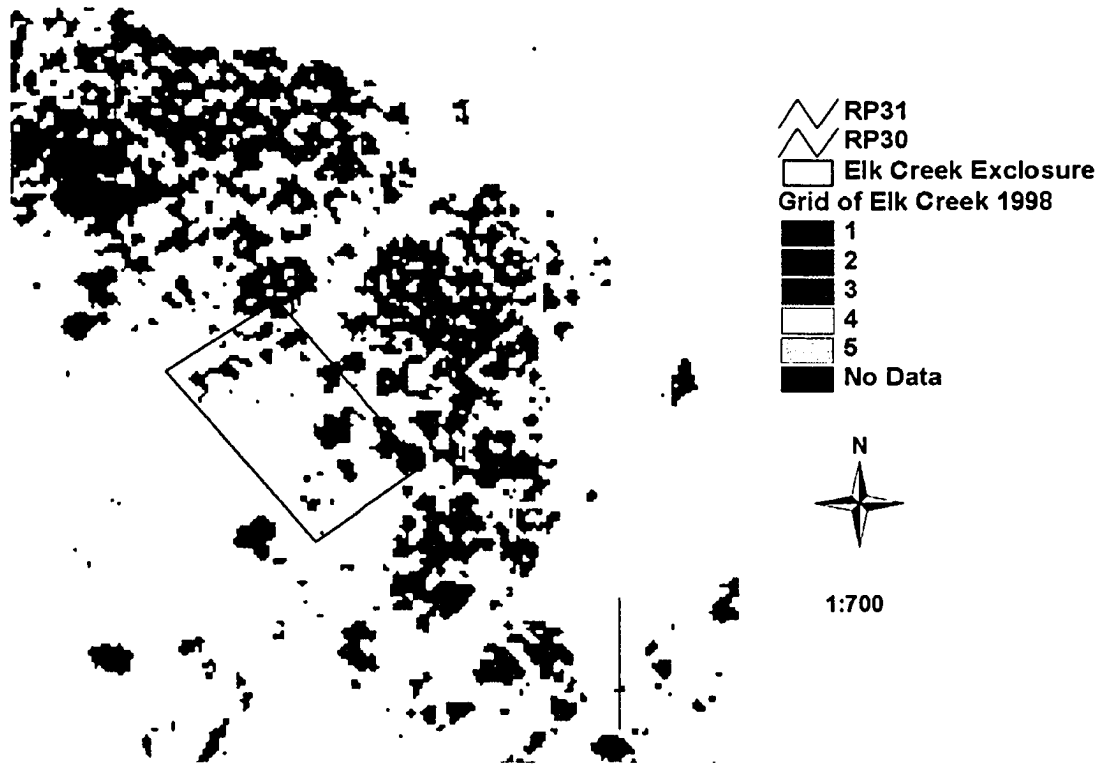 RP31
RP30
Elk Creek Exclosure
Grid of Elk Creek 1998
1
2
3
4
5
No Data
N
1:700